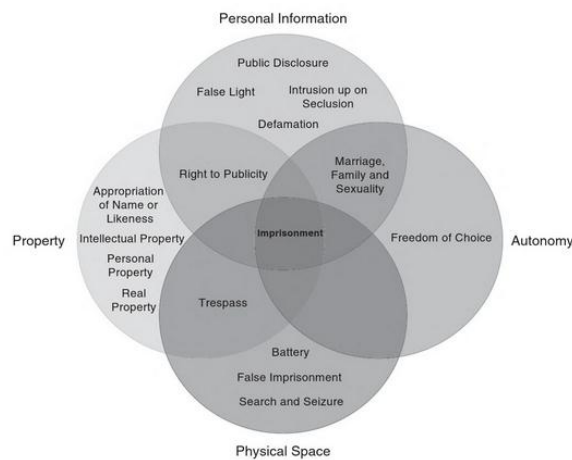 Personal Information
Public Disclosure
False Light
Intrusion up on
Seclusion
Defamation
Right to Publicity
Marriage,
Family and
Sexuality
Appropriation
of Name or
Likeness
Property
Intellectual Property
Imprisonment
Freedom of Choice
Autonomy
Personal
Property
Real
Property
Trespass
Battery
False Imprisonment
Search and Seizure
Physical Space